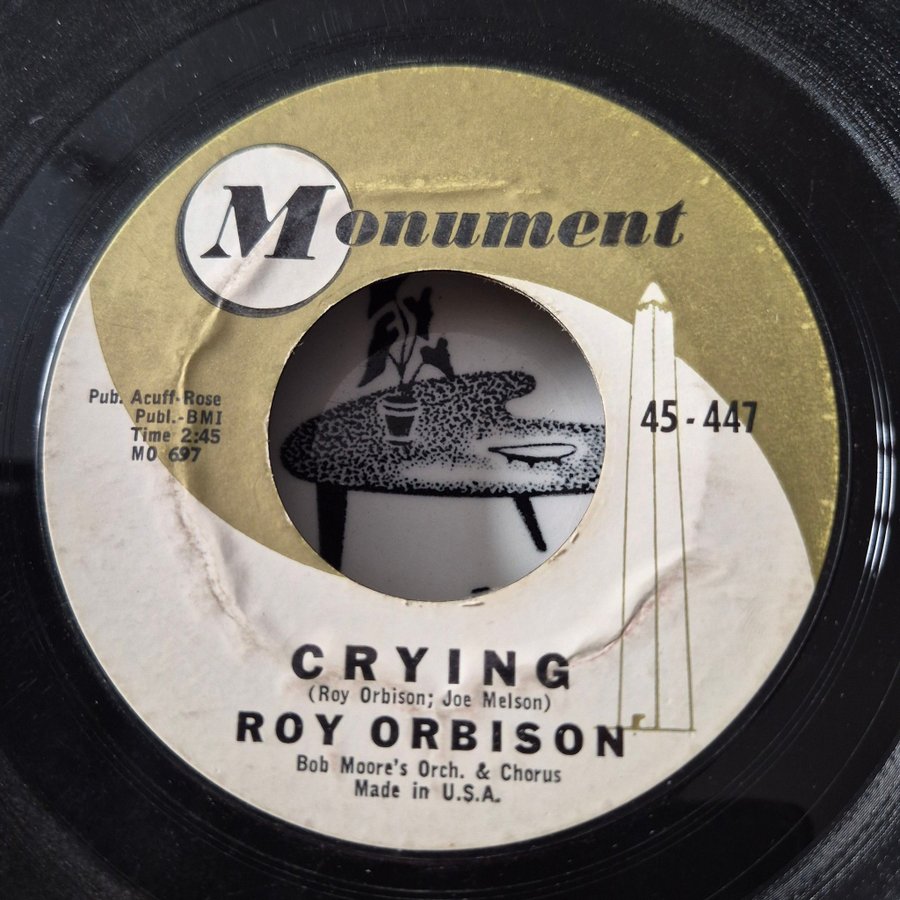 Monument
45-447
Pub. Acuff-Rose
Publ.-BMI
Time 2:45
MO 697
CRYING
(Roy Orbison; Joe Melson)
ROY ORBISON
Bob Moore's Orch. & Chorus
Made in U.S.A.